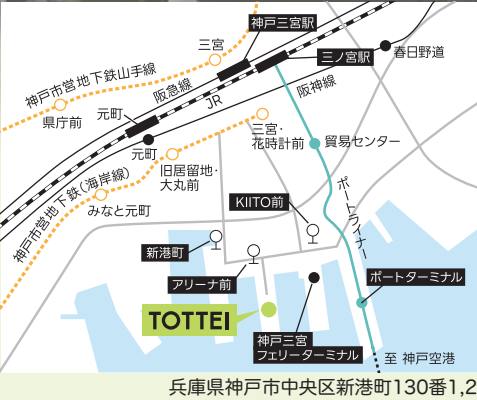 神戸三宮駅
三宮
三ノ宮駅
春日野道
神戸市営地下鉄山手線
阪急線
JR
阪神線
県庁前
元町
元町
三宮・
花時計前
貿易センター
旧居留地・
大丸前
神戸市営地下鉄(海岸線)
みなと元町
ポートライナー
KIITO前
新港町
アリーナ前
ポートターミナル
TOTTEI
神戸三宮
フェリーターミナル
至 神戸空港
兵庫県神戸市中央区新港町130番1,2